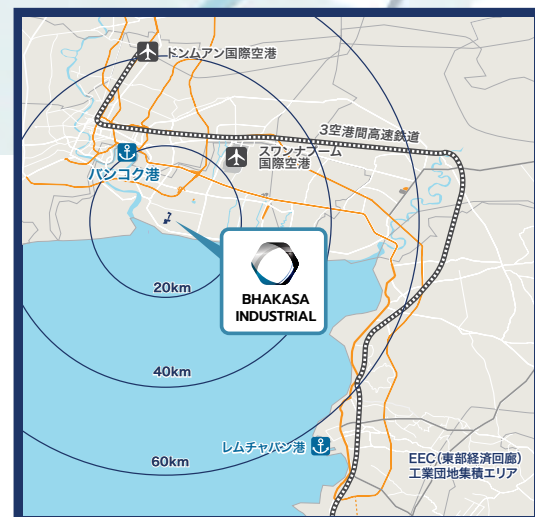 ドンムアン国際空港
3空港間高速鉄道
スワンナプーム
国際空港
バンコク港
BHAKASA
INDUSTRIAL
20km
40km
60km
レムチャバン港
EEC(東部経済回廊)
工業団地集積エリア